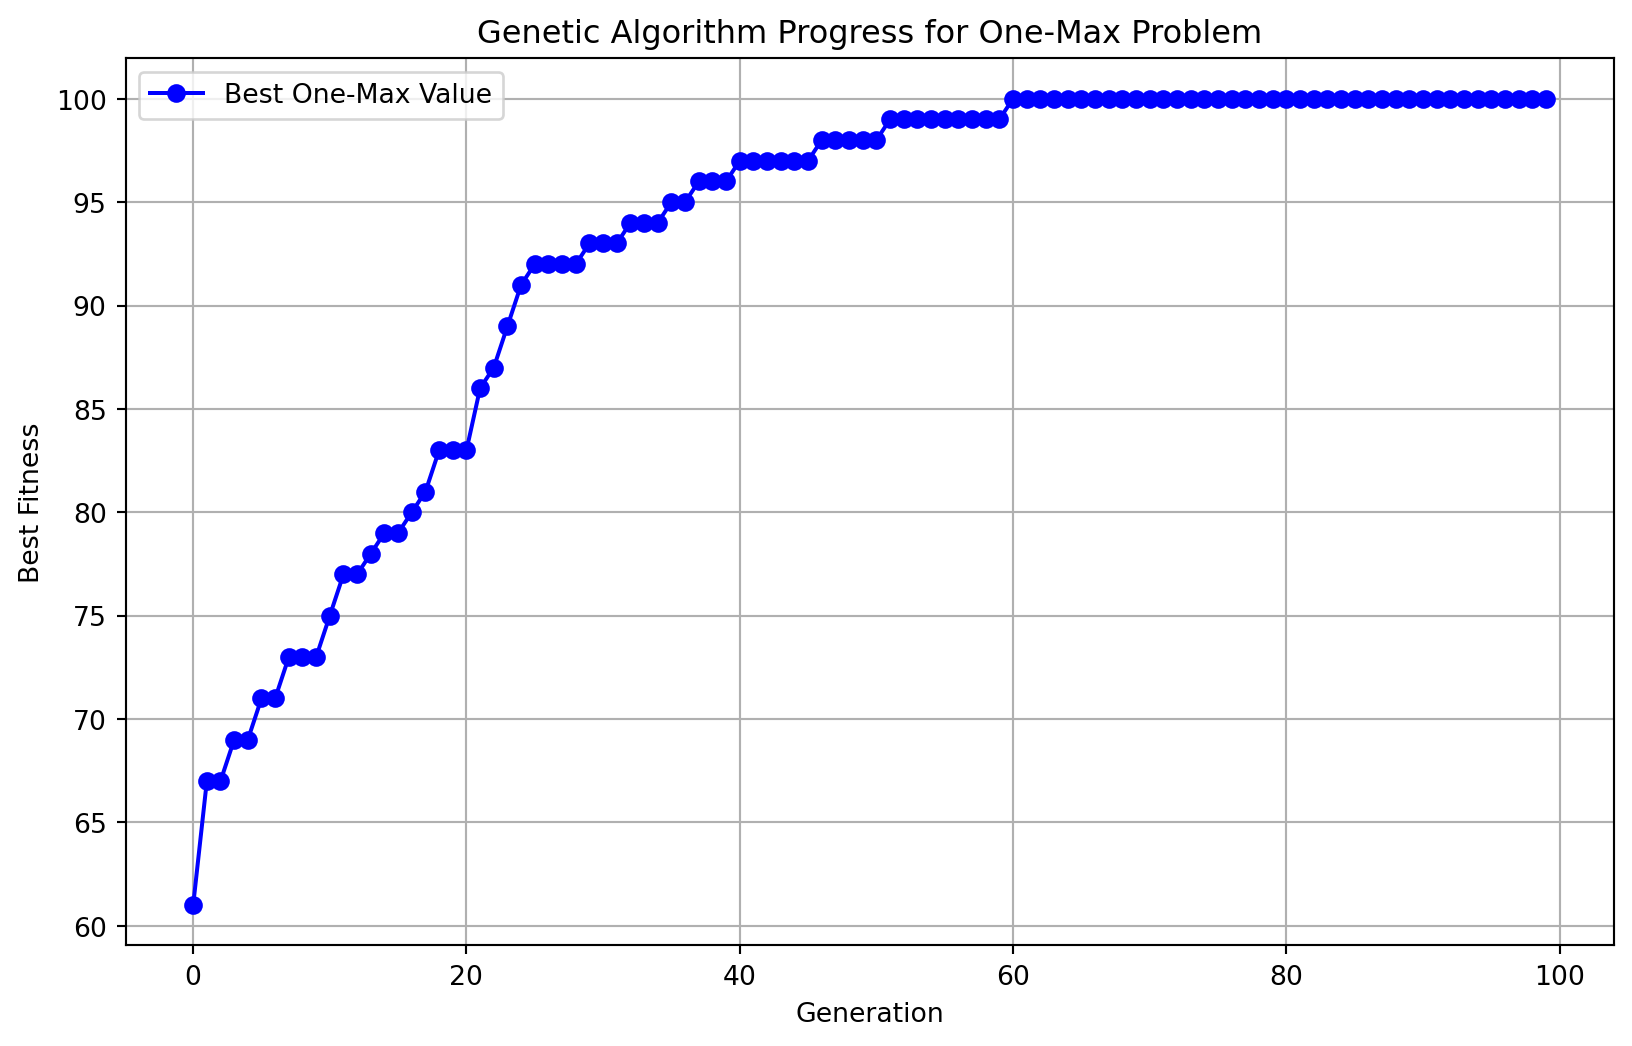 Genetic Algorithm Progress for One-Max Problem
Best One-Max Value
100
95
90
85
80
75
70
65
60
Best Fitness
0 20 40 60 80 100
Generation